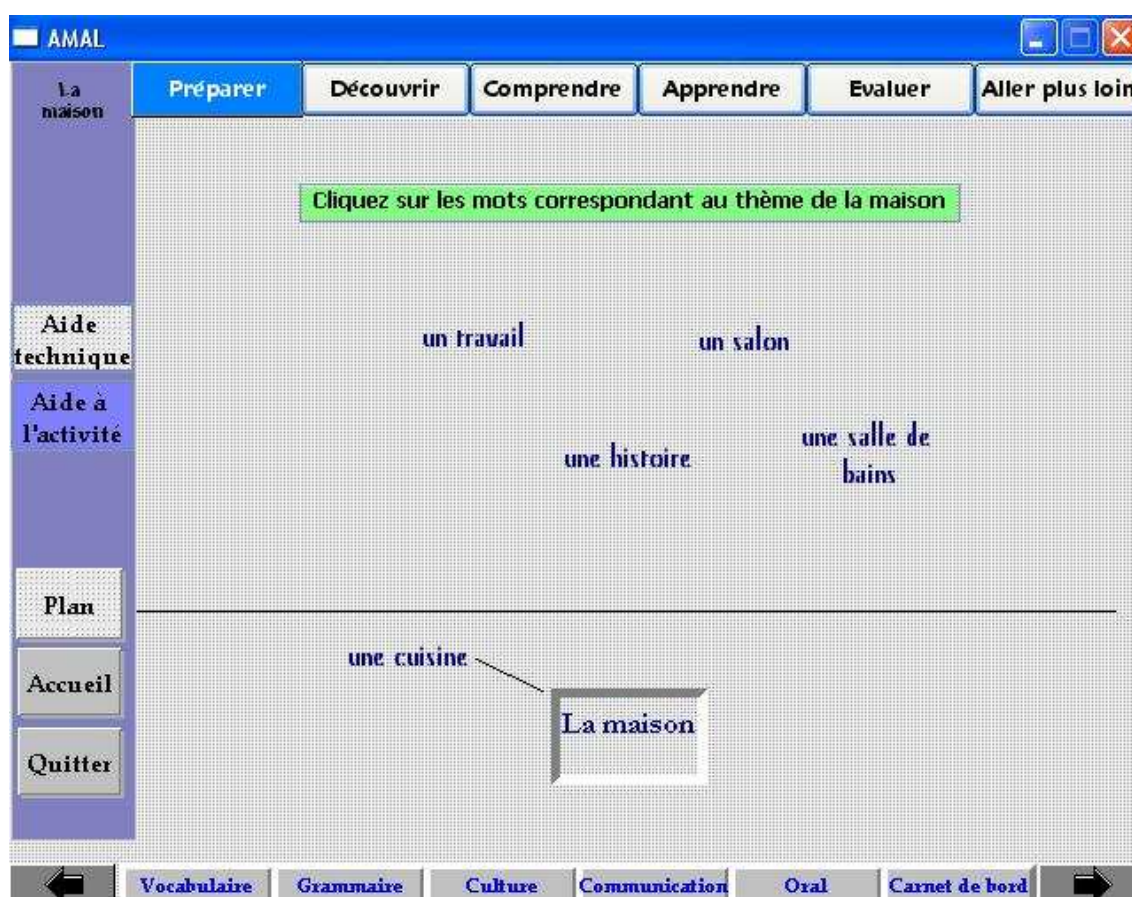 AMAL
La
maison
Préparer
Découvrir
Comprendre
Apprendre
Evaluer
Aller plus loin
Cliquez sur les mots correspondant au thème de la maison
Aide
technique
Aide à
l'activité
un travail
un salon
une histoire
une salle de
bains
Plan
Accueil
Quitter
une cuisine
La maison
Vocabulaire
Grammaire
Culture
Communication
Oral
Carnet de bord